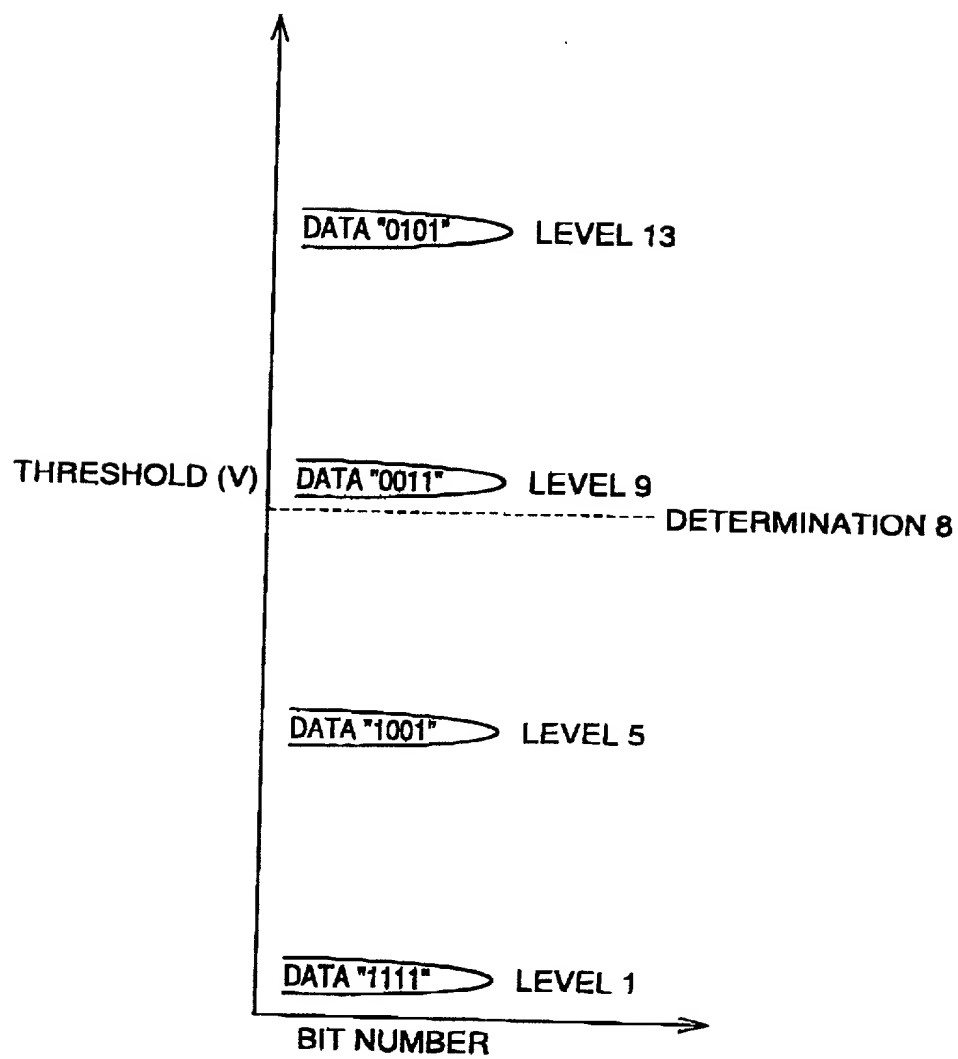 DATA "0101" LEVEL 13
THRESHOLD (V) DATA "0011" LEVEL 9
DETERMINATION 8
DATA "1001" LEVEL 5
DATA "1111" LEVEL 1
BIT NUMBER